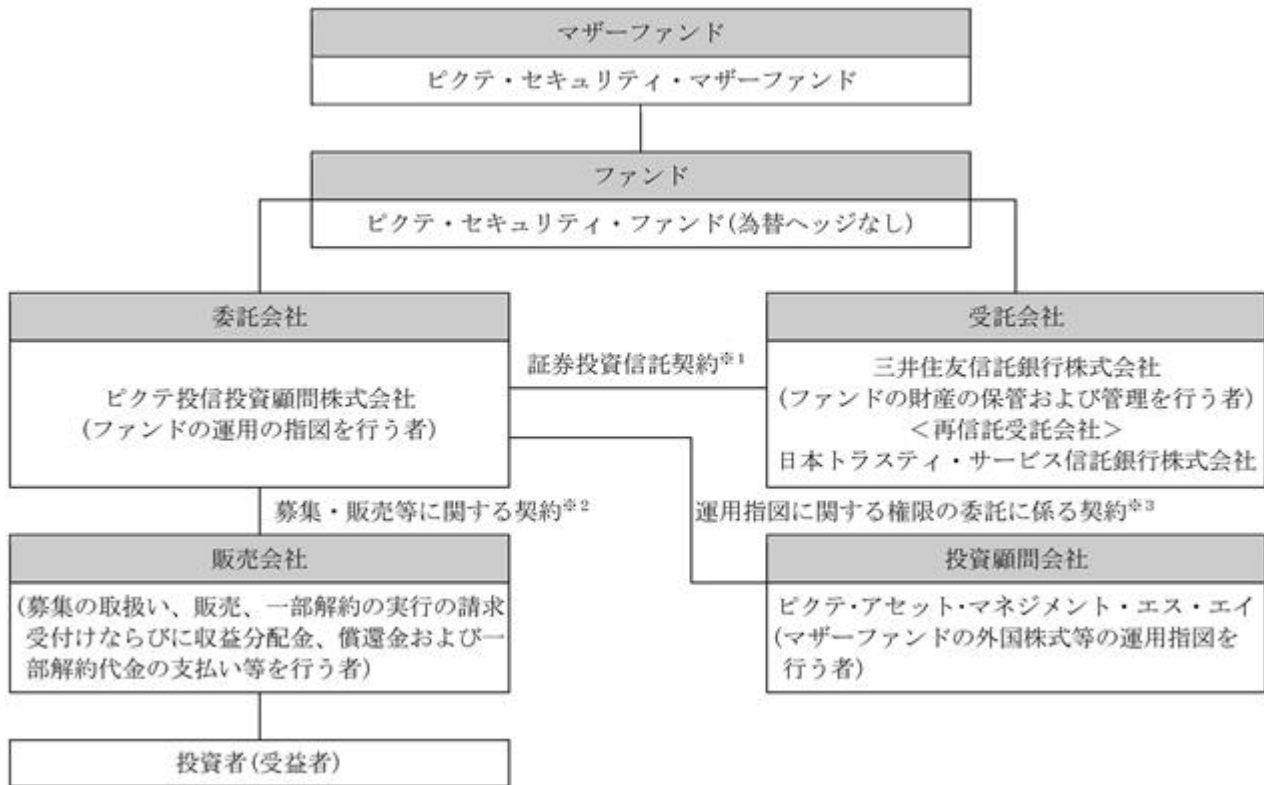 マザーファンド
ピクテ・セキュリティ・マザーファンド
ファンド
ピクテ・セキュリティ・ファンド(為替ヘッジなし)
委託会社
ピクテ投信投資顧問株式会社
(ファンドの運用の指図を行う者)
証券投資信託契約※1
受託会社
三井住友信託銀行株式会社
(ファンドの財産の保管および管理を行う者)
<再信託受託会社>
日本トラスティ・サービス信託銀行株式会社
募集・販売等に関する契約※2
運用指図に関する権限の委託に係る契約※3
販売会社
(募集の取扱い、販売、一部解約の実行の請求
受付けならびに収益分配金、償還金および一
部解約代金の支払い等を行う者)
投資顧問会社
ピクテ・アセット・マネジメント・エス・エイ
(マザーファンドの外国株式等の運用指図を
行う者)
投資者(受益者)